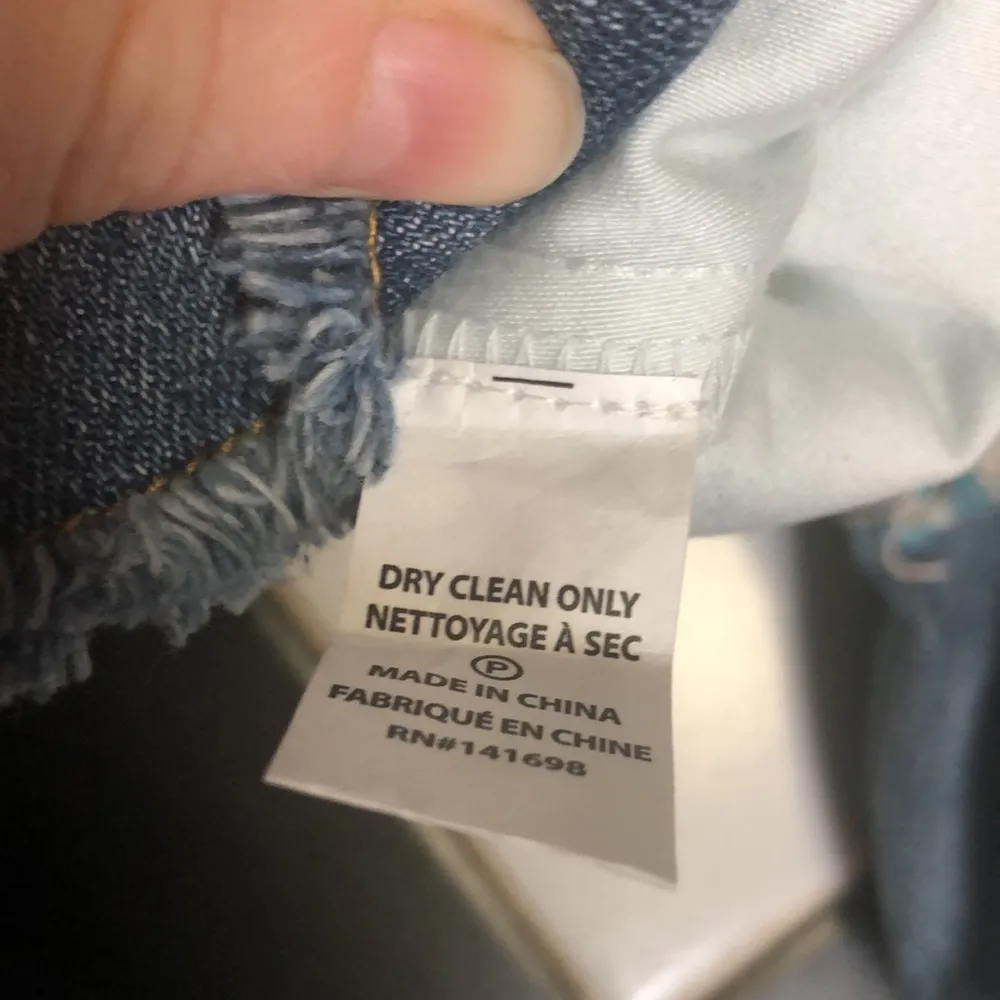 DRY CLEAN ONLY
NETTOYAGE À SEC
P
MADE IN CHINA
FABRIQUÉ EN CHINE
RN#141698